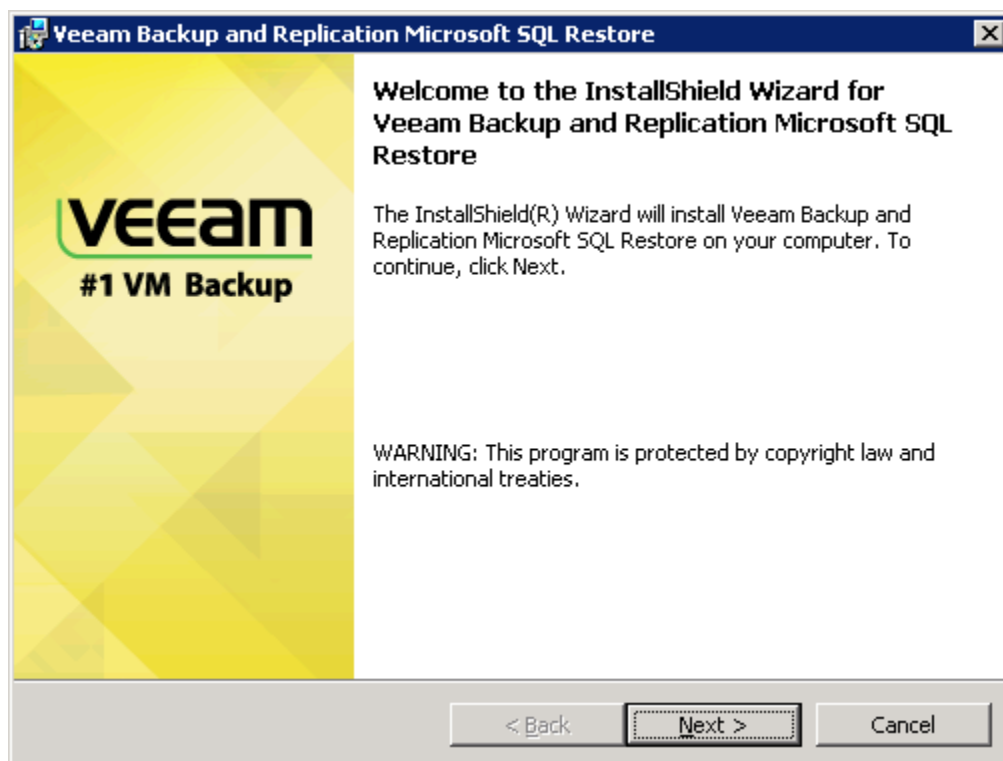 Veeam Backup and Replication Microsoft SQL Restore
Welcome to the InstallShield Wizard for
Veeam Backup and Replication Microsoft SQL
Restore
The InstallShield(R) Wizard will install Veeam Backup and
Replication Microsoft SQL Restore on your computer. To
continue, click Next.
veeam
#1 VM Backup
WARNING: This program is protected by copyright law and
international treaties.
< Back
Next >
Cancel